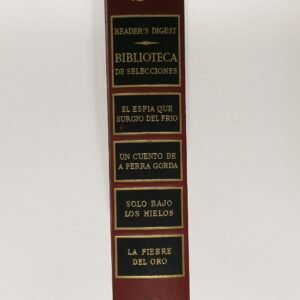 READER'S DIGEST
BIBLIOTECA
DE SELECCIONES
EL ESPIA QUE
SURGIO DEL FRIO
UN CUENTO DE
A PERRA GORDA
SOLO BAJO
LOS HIELOS
LA FIEBRE
DEL ORO